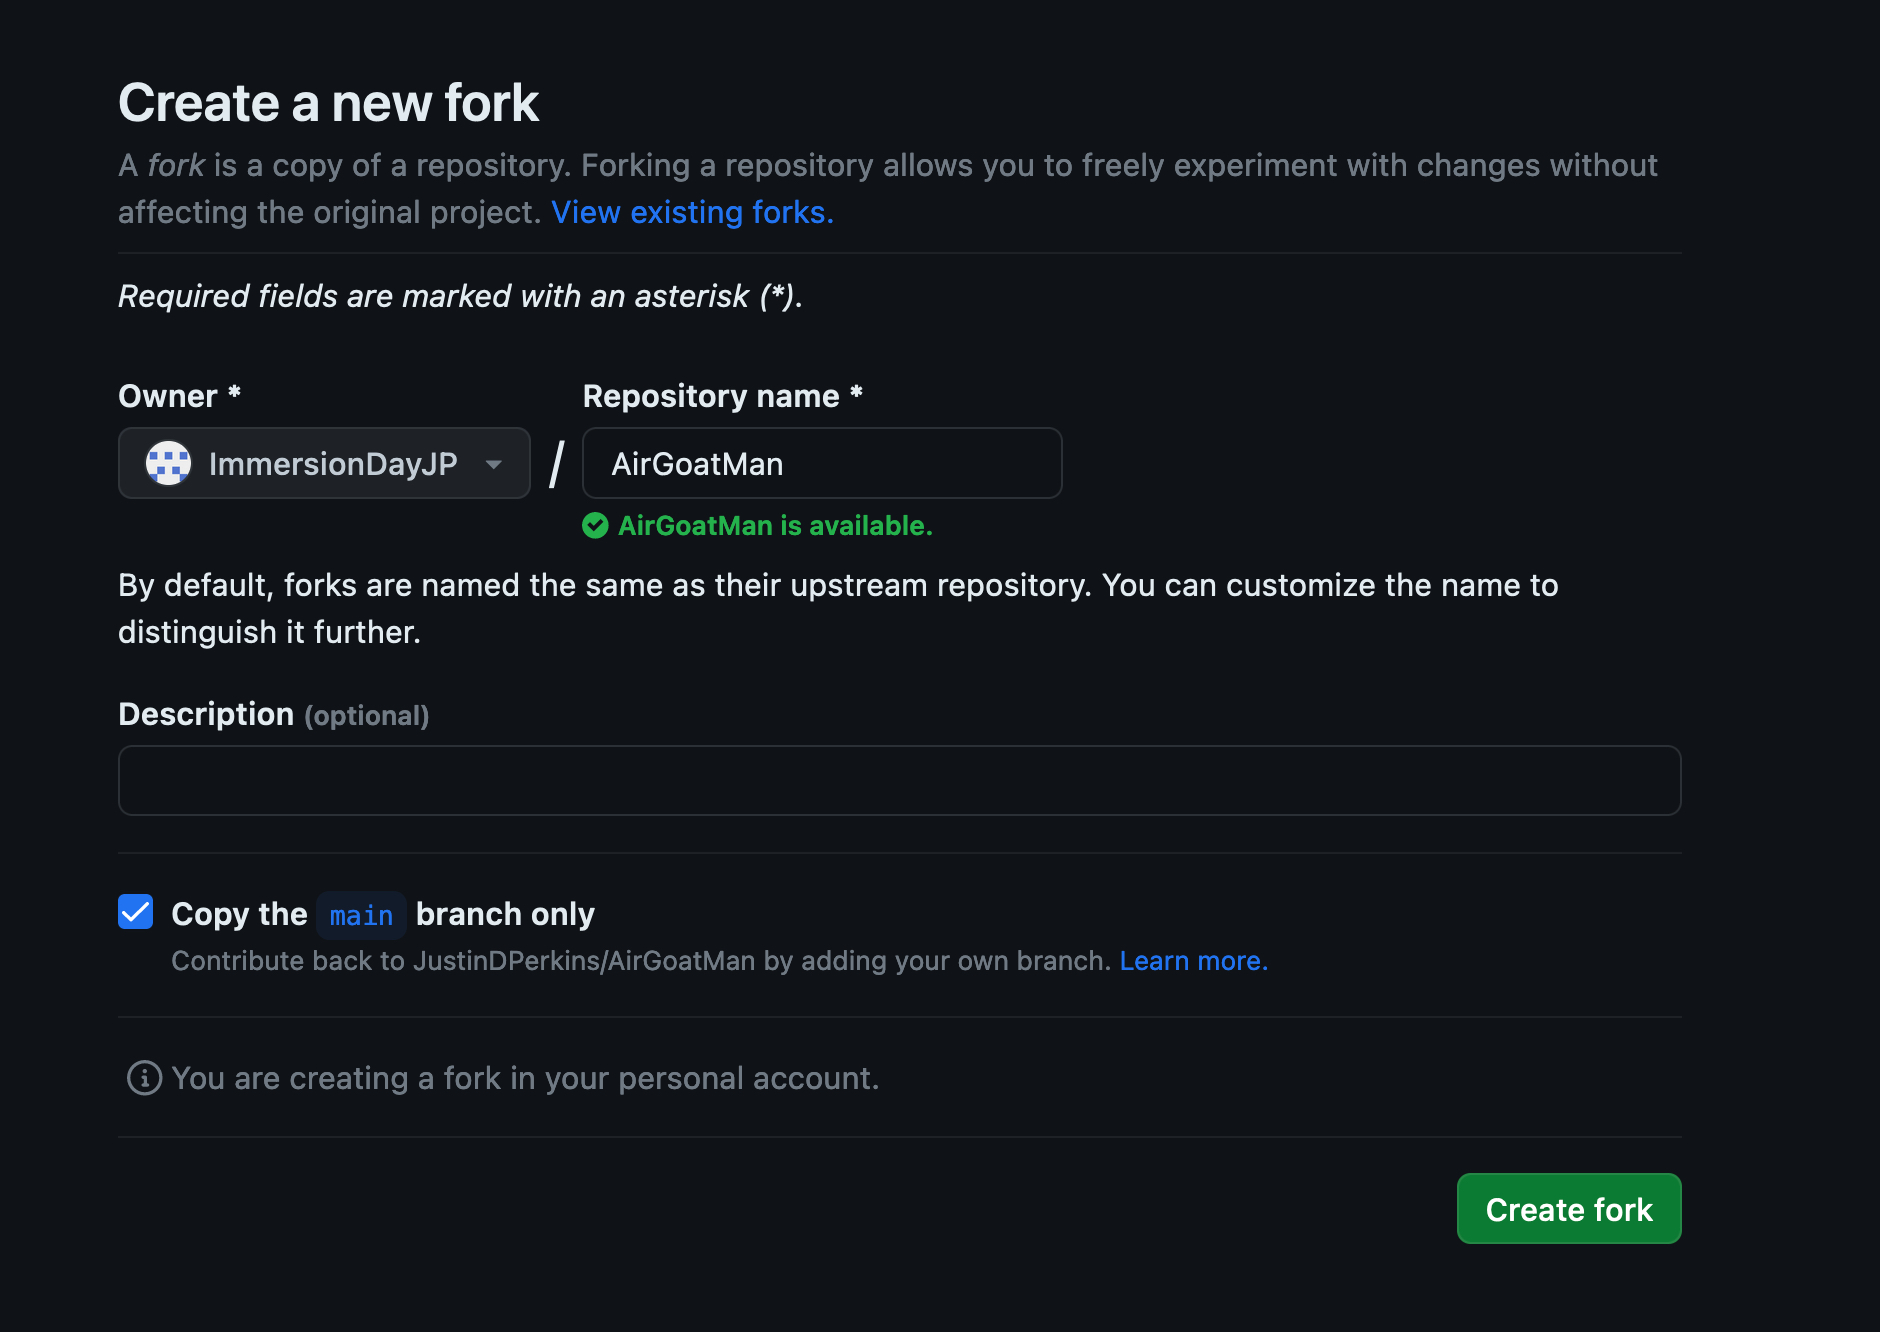 Create a new fork
A fork is a copy of a repository. Forking a repository allows you to freely experiment with changes without
affecting the original project. View existing forks.
Required fields are marked with an asterisk (*).
Owner *
Repository name *
ImmersionDayJP
/
AirGoatMan
AirGoatMan is available.
By default, forks are named the same as their upstream repository. You can customize the name to
distinguish it further.
Description (optional)
Copy the main branch only
Contribute back to JustinDPerkins/AirGoatMan by adding your own branch. Learn more.
You are creating a fork in your personal account.
Create fork